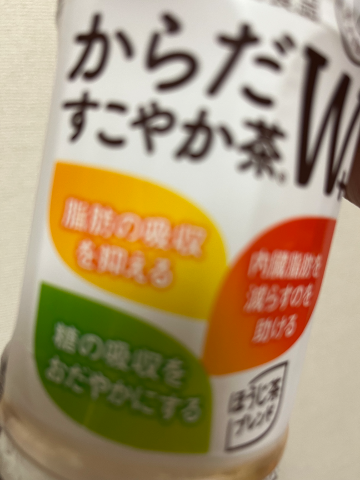 からだ
すこやか茶
W+
脂肪の吸収
を抑える
内臓脂肪を
減らすのを
助ける
糖の吸収を
おだやかにする
ほうじ茶
ブレンド